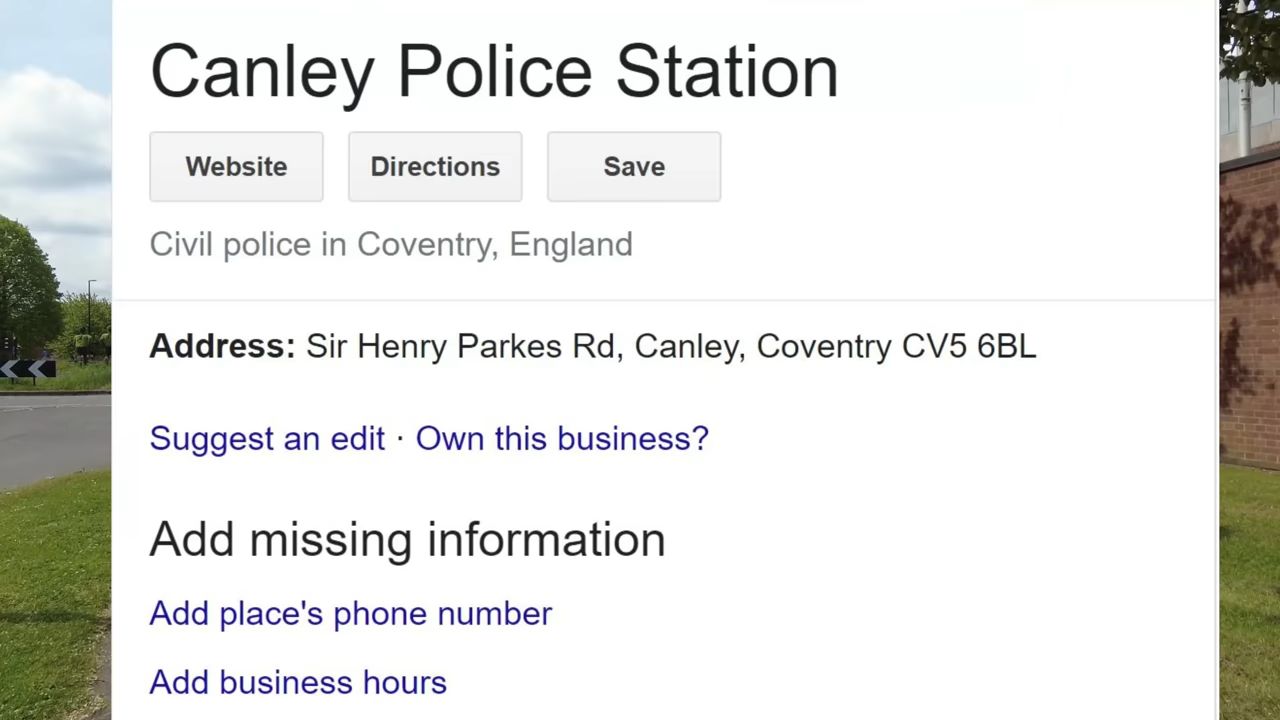 Canley Police Station
Website Directions Save
Civil police in Coventry, England
Address: Sir Henry Parkes Rd, Canley, Coventry CV5 6BL
Suggest an edit · Own this business?
Add missing information
Add place's phone number
Add business hours